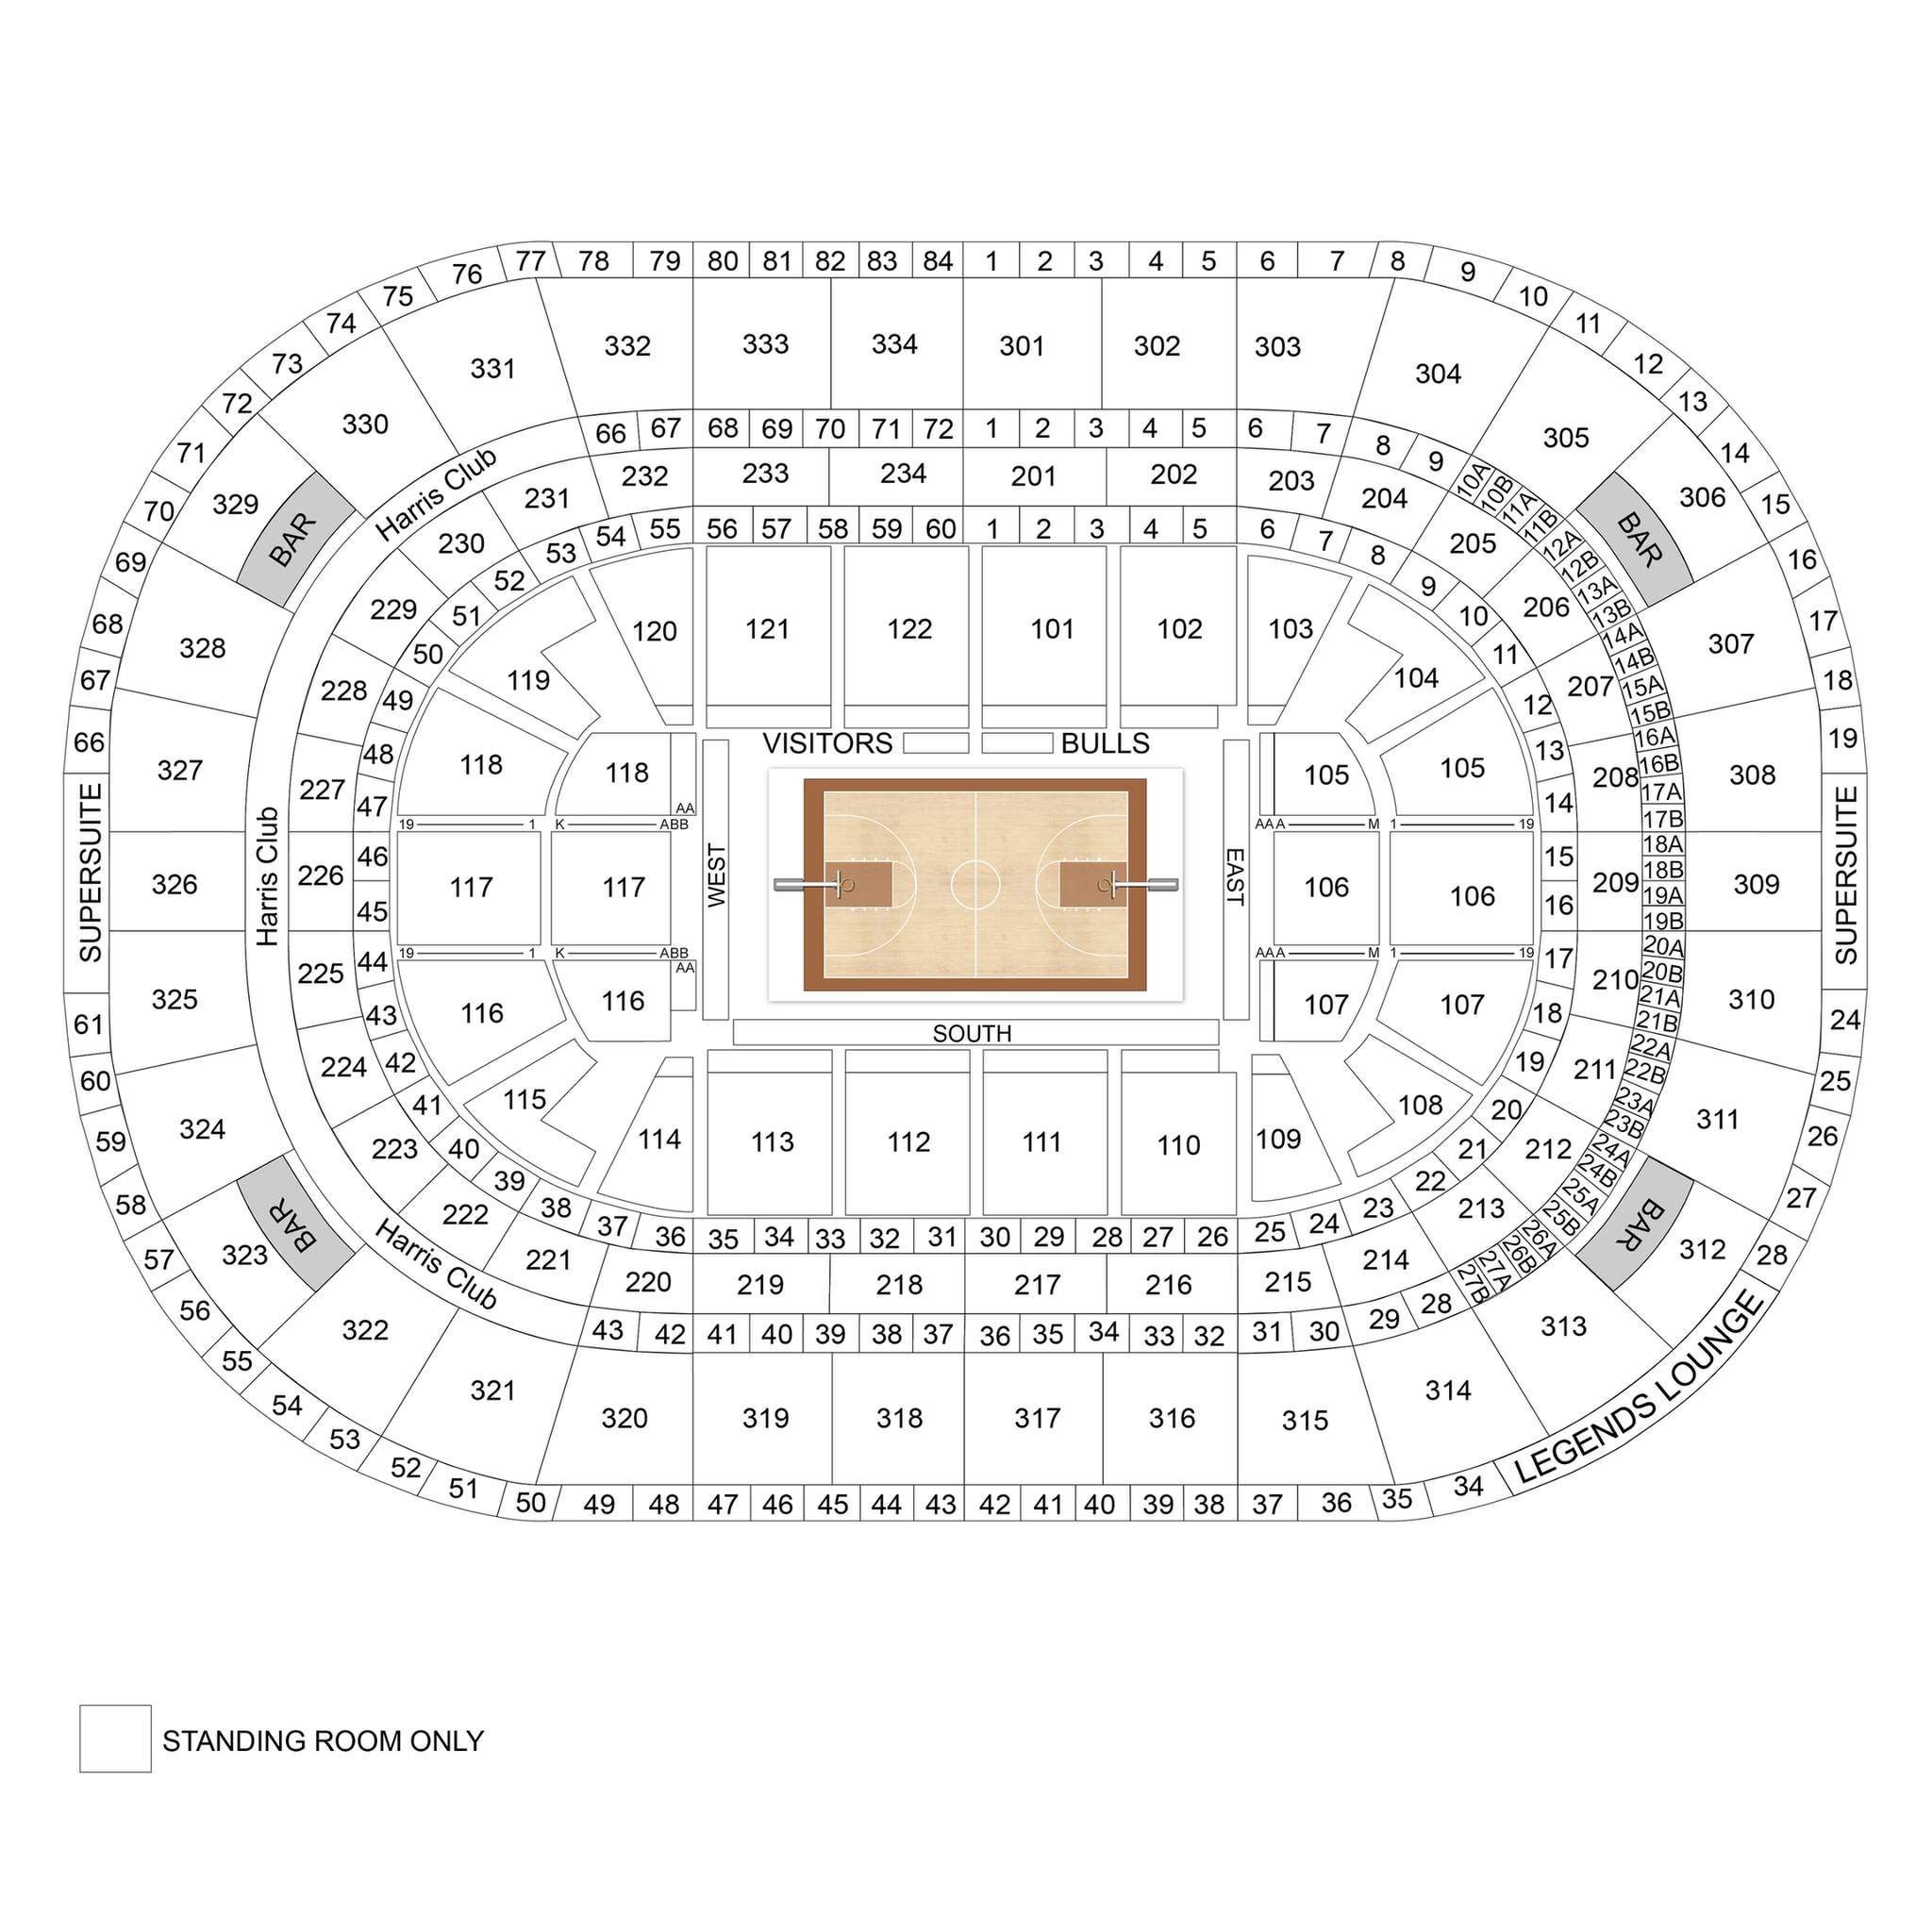 77 78 79 80 81 82 83 84 1 2 3 4 5 6 7 8
76 9
75 10
74 11
73 12
72 13
71 14
70 15
69 16
68 17
67 18
66 19
SUPERSUITE
SUPERSUITE
61 24
60 25
59 26
58 27
57 28
56
55
54
53
52
51
50 49 48 47 46 45 44 43 42 41 40 39 38 37 36 35 34
LEGENDS LOUNGE
332 333 334 301 302 303
331 304
330 305
329 306
BAR
BAR
328 307
327 308
326 309
325 310
324 311
323 312
BAR
BAR
322 313
321 314
320 319 318 317 316 315
Harris Club
Harris Club
Harris Club
66 67 68 69 70 71 72 1 2 3 4 5 6 7 8 9
10A
10B
11A
11B
12A
12B
13A
13B
14A
14B
15A
15B
16A
16B
17A
17B
18A
18B
19A
19B
20A
20B
21A
21B
22A
22B
23A
23B
24A
24B
25A
25B
26A
26B
27A
27B
43 42 41 40 39 38 37 36 35 34 33 32 31 30 29 28
232 233 234 201 202 203
231 204
230 205
229 206
228 207
227 208
226 209
225 210
224 211
223 212
222 213
221 214
220 219 218 217 216 215
54 55 56 57 58 59 60 1 2 3 4 5 6 7
53 8
52 9
51 10
50 11
49 12
48 13
47 14
46 15
45 16
44 17
43 18
42 19
41 20
40 21
39 22
38 23
37 36 35 34 33 32 31 30 29 28 27 26 25 24
120 121 122 101 102 103
119 104
VISITORS BULLS
118 118 105 105
AA
19 1 K ABB AAA M 1 19
117 117 WEST EAST 106 106
19 1 K ABB AAA M 1 19
AA
116 116 107 107
SOUTH
115 108
114 113 112 111 110 109
STANDING ROOM ONLY